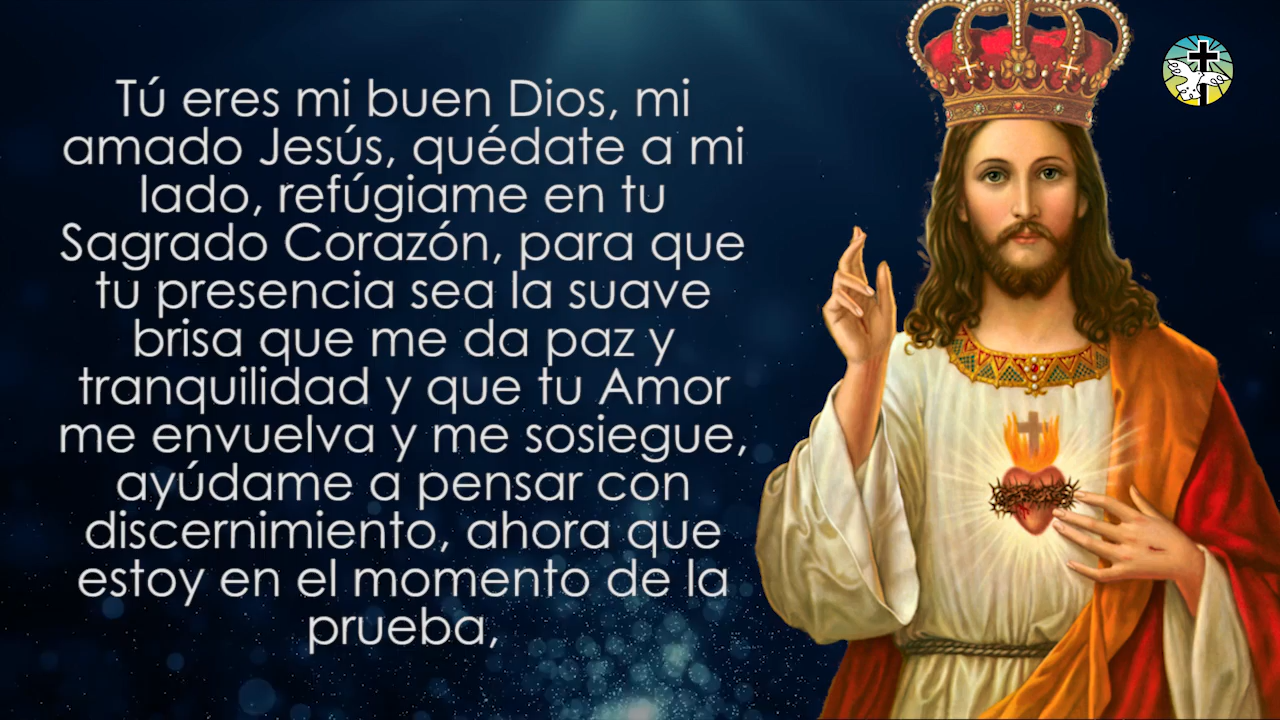 Tú eres mi buen Dios, mi
amado Jesús, quédate a mi
lado, refúgiame en tu
Sagrado Corazón, para que
tu presencia sea la suave
brisa que me da paz y
tranquilidad y que tu Amor
me envuelva y me sosiegue,
ayúdame a pensar con
discernimiento, ahora que
estoy en el momento de la
prueba,